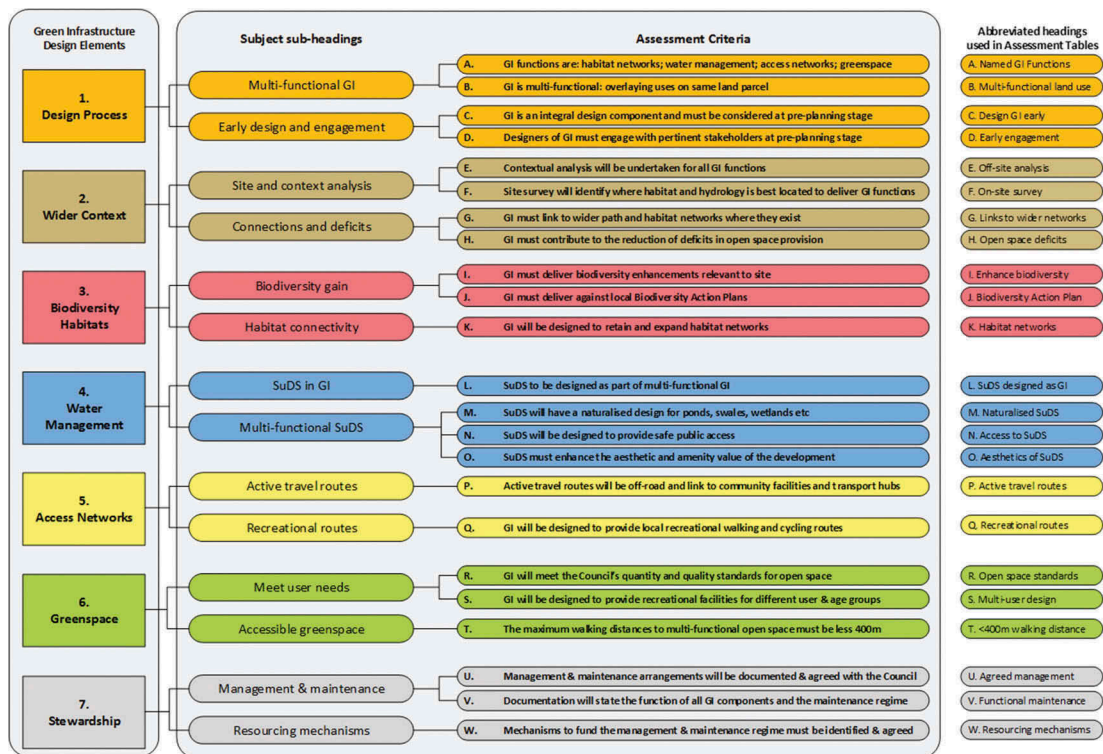 Green Infrastructure
Design Elements
Subject sub-headings
Assessment Criteria
Abbreviated headings
used in Assessment Tables
1.
Design Process
Multi-functional GI
A. GI functions are: habitat networks; water management; access networks; greenspace
A. Named GI Functions
B. GI is multi-functional: overlaying uses on same land parcel
B. Multi-functional land use
Early design and engagement
C. GI is an integral design component and must be considered at pre-planning stage
C. Design GI early
D. Designers of GI must engage with pertinent stakeholders at pre-planning stage
D. Early engagement
2.
Wider Context
Site and context analysis
E. Contextual analysis will be undertaken for all GI functions
E. Off-site analysis
F. Site survey will identify where habitat and hydrology is best located to deliver GI functions
F. On-site survey
Connections and deficits
G. GI must link to wider path and habitat networks where they exist
G. Links to wider networks
H. GI must contribute to the reduction of deficits in open space provision
H. Open space deficits
3.
Biodiversity
Habitats
Biodiversity gain
I. GI must deliver biodiversity enhancements relevant to site
I. Enhance biodiversity
J. GI must deliver against local Biodiversity Action Plans
J. Biodiversity Action Plan
Habitat connectivity
K. GI will be designed to retain and expand habitat networks
K. Habitat networks
4.
Water
Management
SuDS in GI
L. SuDS to be designed as part of multi-functional GI
L. SuDS designed as GI
Multi-functional SuDS
M. SuDS will have a naturalised design for ponds, swales, wetlands etc
M. Naturalised SuDS
N. SuDS will be designed to provide safe public access
N. Access to SuDS
O. SuDS must enhance the aesthetic and amenity value of the development
O. Aesthetics of SuDS
5.
Access Networks
Active travel routes
P. Active travel routes will be off-road and link to community facilities and transport hubs
P. Active travel routes
Recreational routes
Q. GI will be designed to provide local recreational walking and cycling routes
Q. Recreational routes
6.
Greenspace
Meet user needs
R. GI will meet the Council's quantity and quality standards for open space
R. Open space standards
S. GI will be designed to provide recreational facilities for different user & age groups
S. Multi-user design
Accessible greenspace
T. The maximum walking distances to multi-functional open space must be less 400m
T. <400m walking distance
7.
Stewardship
Management & maintenance
U. Management & maintenance arrangements will be documented & agreed with the Council
U. Agreed management
V. Documentation will state the function of all GI components and the maintenance regime
V. Functional maintenance
Resourcing mechanisms
W. Mechanisms to fund the management & maintenance regime must be identified & agreed
W. Resourcing mechanisms